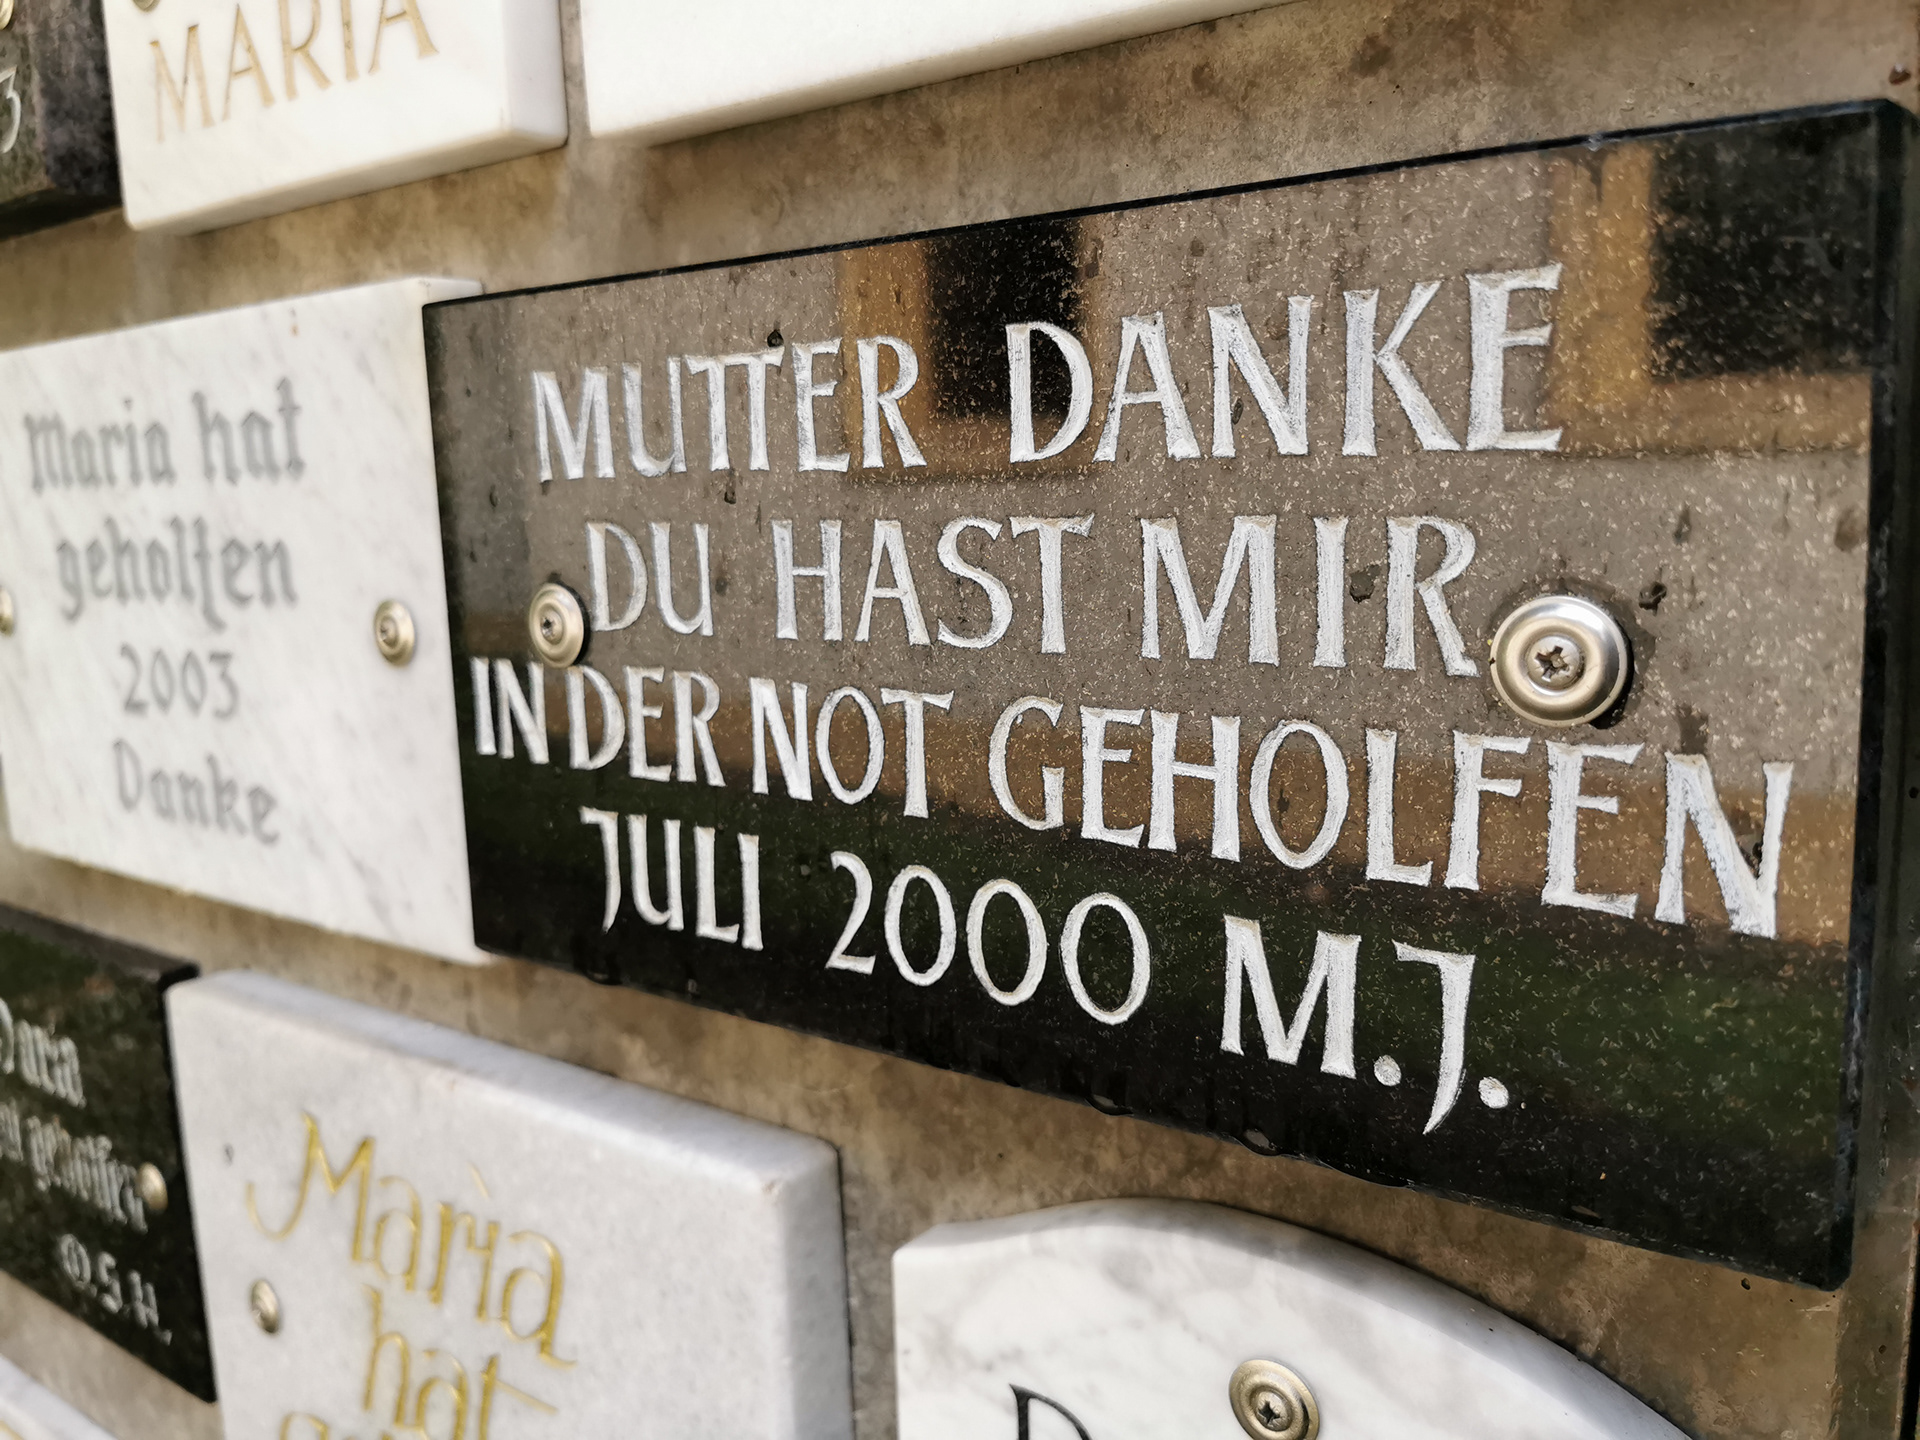 3
MARIA
MUTTER DANKE
DU HAST MIR
IN DER NOT GEHOLFEN
JULI 2000 M.J.
Maria hat
geholfen
2003
Danke
Maria
hat